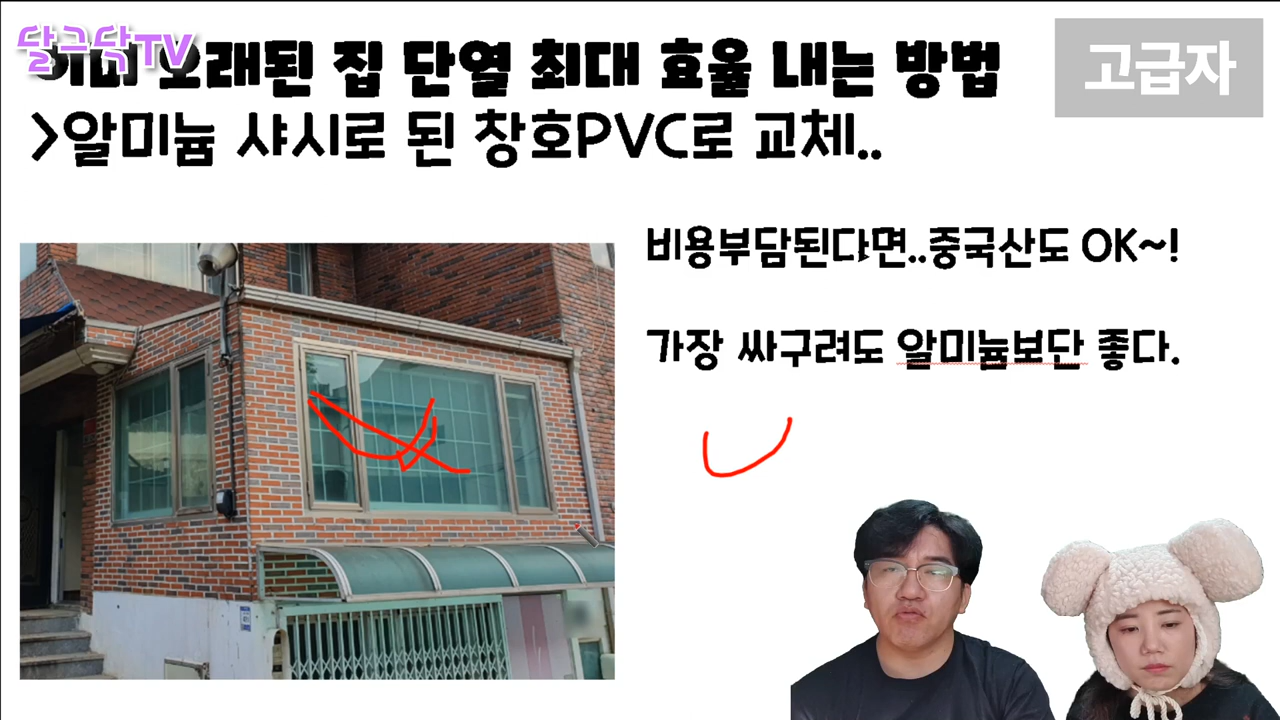 달그닥TV
이미 오래된 집 단열 최대 효율 내는 방법
고급자
>알미늄 샤시로 된 창호PVC로 교체..
비용부담된다면..중국산도 OK~!
가장 싸구려도 알미늄보단 좋다.